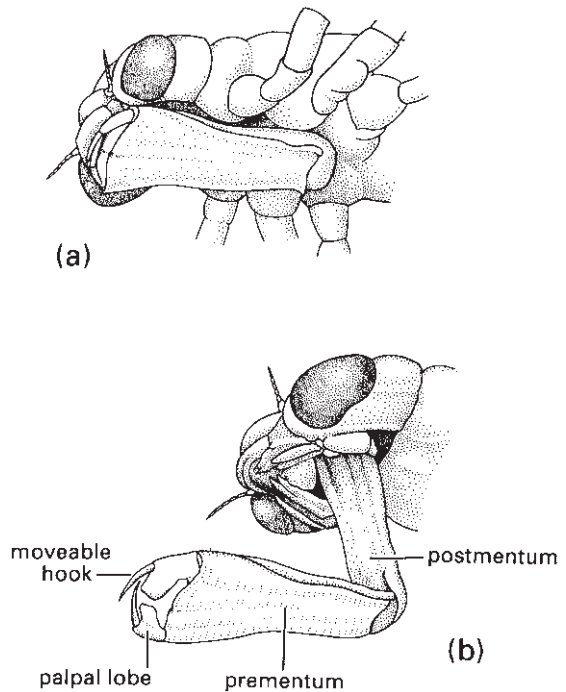 (a)
moveable
hook
postmentum
(b)
palpal lobe
prementum